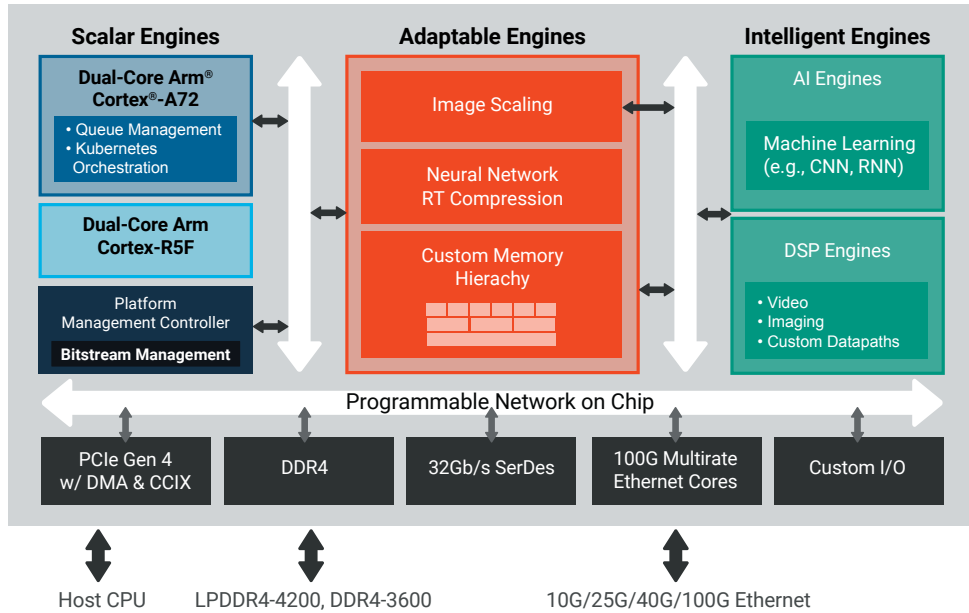 Scalar Engines
Adaptable Engines
Intelligent Engines
Dual-Core Arm®
Cortex®-A72
• Queue Management
• Kubernetes
Orchestration
Dual-Core Arm
Cortex-R5F
Platform
Management Controller
Bitstream Management
Image Scaling
Neural Network
RT Compression
Custom Memory
Hierachy
AI Engines
Machine Learning
(e.g., CNN, RNN)
DSP Engines
• Video
• Imaging
• Custom Datapaths
Programmable Network on Chip
PCIe Gen 4
w/ DMA & CCIX
DDR4
32Gb/s SerDes
100G Multirate
Ethernet Cores
Custom I/O
Host CPU
LPDDR4-4200, DDR4-3600
10G/25G/40G/100G Ethernet